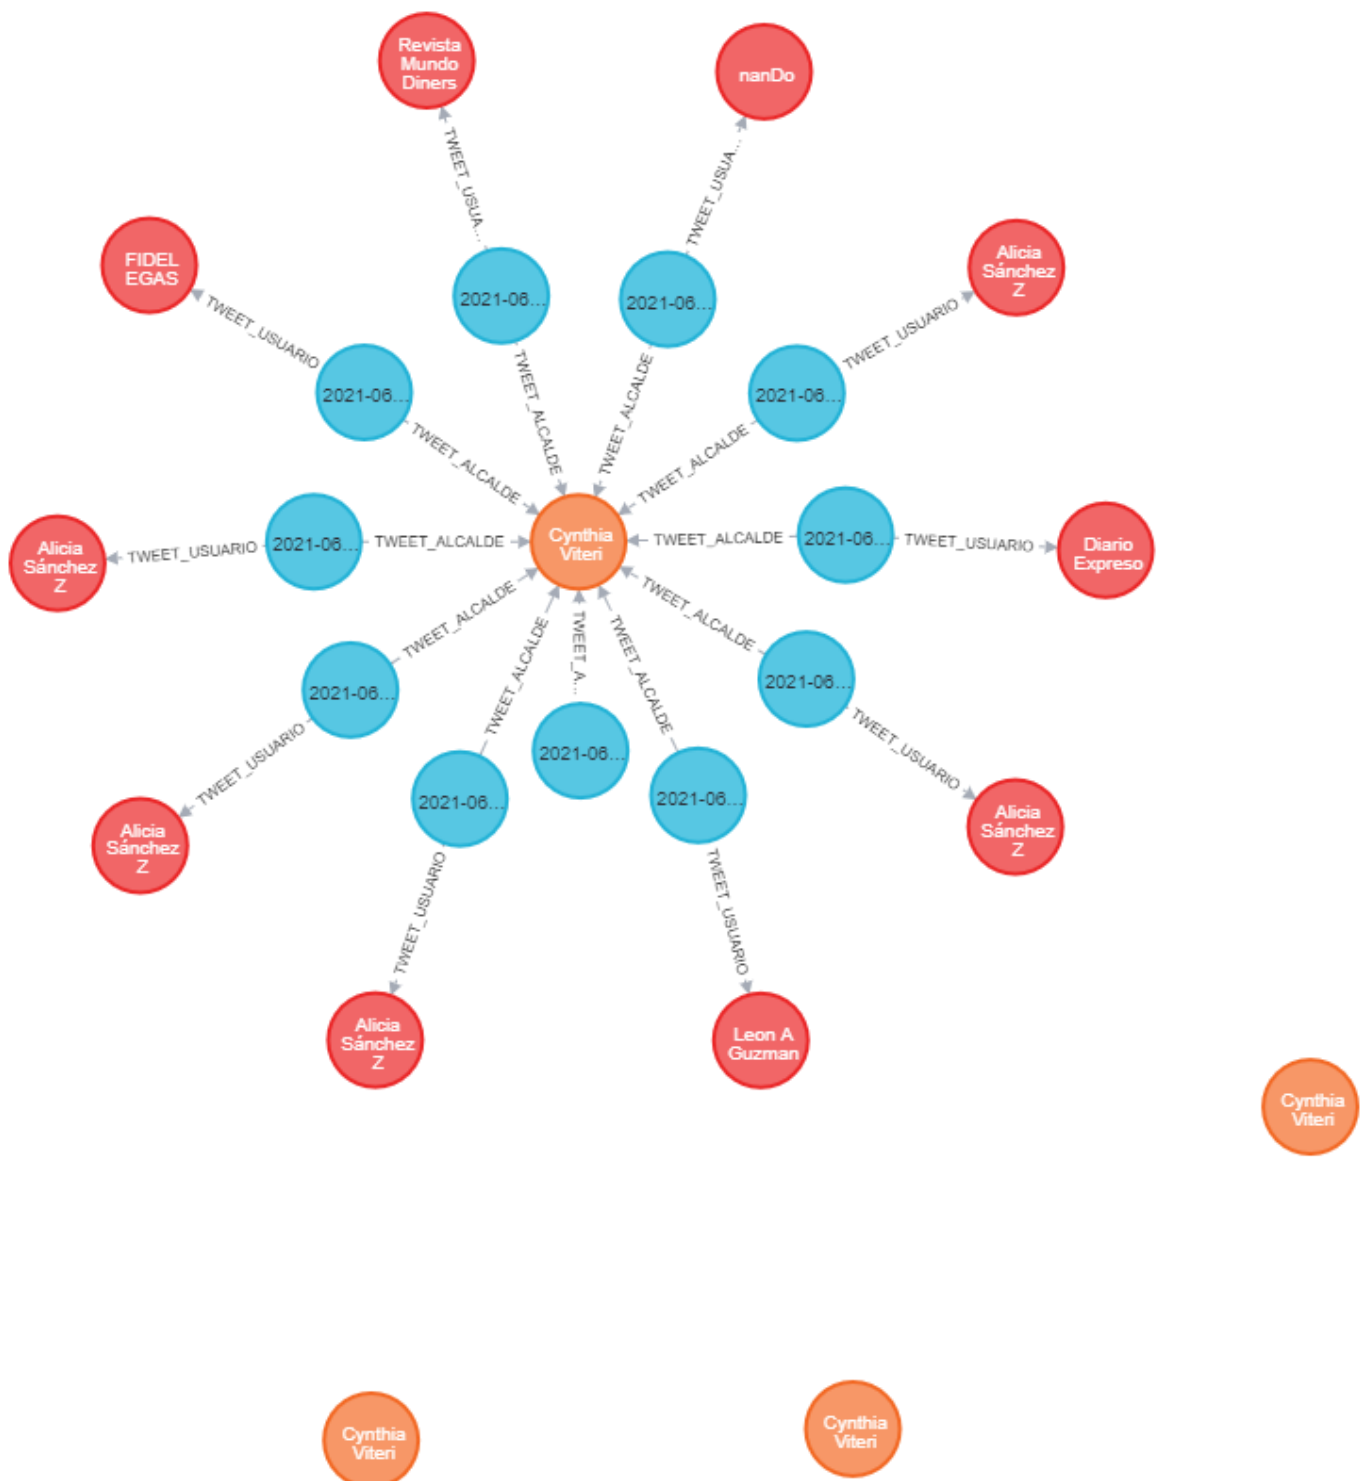 Revista
Mundo
Diners
nanDo
TWEET_USUA...
TWEET_USUA...
FIDEL
EGAS
Alicia
Sánchez
Z
2021-06...
2021-06...
TWEET_USUARIO
TWEET_USUARIO
2021-06...
2021-06...
TWEET_ALCALDE
TWEET_ALCALDE
TWEET_ALCALDE
TWEET_ALCALDE
Alicia
Sánchez
Z
TWEET_USUARIO
2021-06...
TWEET_ALCALDE
Cynthia
Viteri
TWEET_ALCALDE
2021-06...
TWEET_USUARIO
Diario
Expreso
TWEET_ALCALDE
TWEET_ALCALDE
TWEET_A...
TWEET_ALCALDE
TWEET_ALCALDE
2021-06...
2021-06...
TWEET_USUARIO
2021-06...
2021-06...
2021-06...
TWEET_USUARIO
Alicia
Sánchez
Z
Alicia
Sánchez
Z
TWEET_USUARIO
TWEET_USUARIO
Alicia
Sánchez
Z
Leon A
Guzman
Cynthia
Viteri
Cynthia
Viteri
Cynthia
Viteri